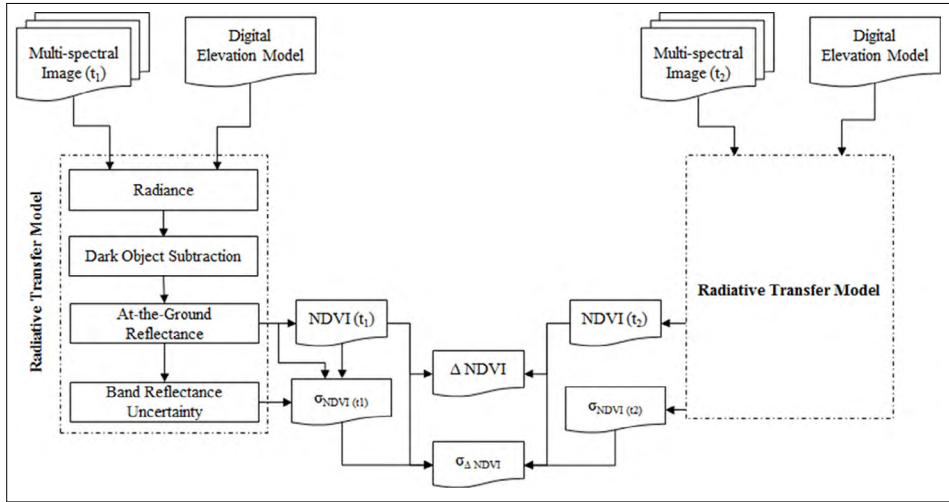 Multi-spectral
Image (t₁)
Digital
Elevation Model
Multi-spectral
Image (t₂)
Digital
Elevation Model
Radiative Transfer Model
Radiance
Dark Object Subtraction
At-the-Ground
Reflectance
Band Reflectance
Uncertainty
NDVI (t₁)
σNDVI (t1)
Δ NDVI
σΔ NDVI
NDVI (t₂)
σNDVI (t2)
Radiative Transfer Model